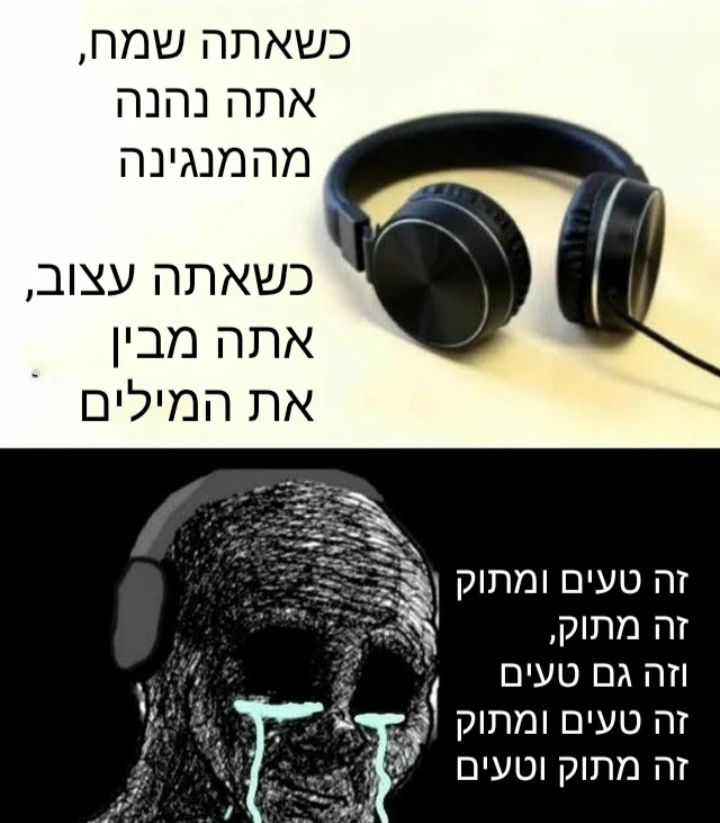 כשאתה שמח,
אתה נהנה
מהמנגינה
כשאתה עצוב,
אתה מבין
את המילים
זה טעים ומתוק
זה מתוק,
וזה גם טעים
זה טעים ומתוק
זה מתוק וטעים